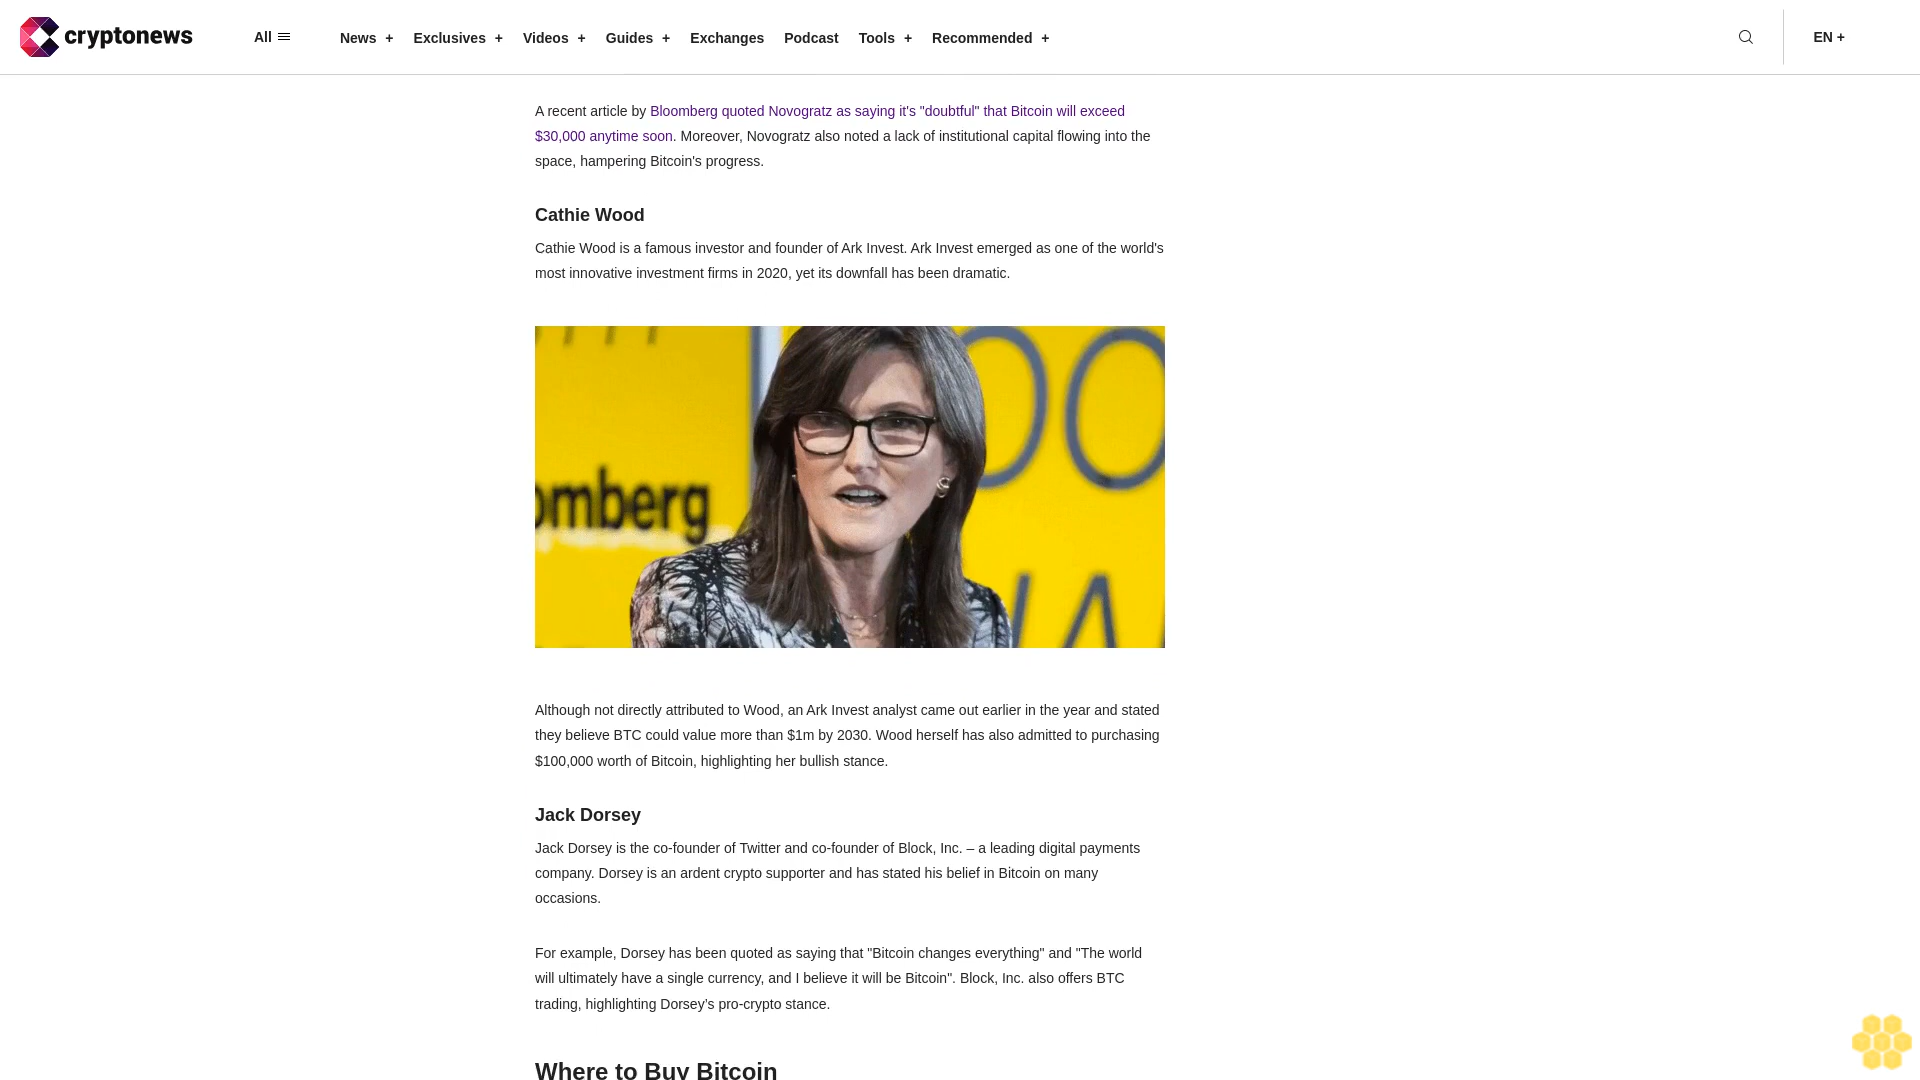 cryptonews
All
News + Exclusives + Videos + Guides + Exchanges Podcast Tools + Recommended +
EN +
A recent article by Bloomberg quoted Novogratz as saying it's "doubtful" that Bitcoin will exceed
$30,000 anytime soon. Moreover, Novogratz also noted a lack of institutional capital flowing into the
space, hampering Bitcoin's progress.
Cathie Wood
Cathie Wood is a famous investor and founder of Ark Invest. Ark Invest emerged as one of the world's
most innovative investment firms in 2020, yet its downfall has been dramatic.
omberg
Although not directly attributed to Wood, an Ark Invest analyst came out earlier in the year and stated
they believe BTC could value more than $1m by 2030. Wood herself has also admitted to purchasing
$100,000 worth of Bitcoin, highlighting her bullish stance.
Jack Dorsey
Jack Dorsey is the co-founder of Twitter and co-founder of Block, Inc. – a leading digital payments
company. Dorsey is an ardent crypto supporter and has stated his belief in Bitcoin on many
occasions.
For example, Dorsey has been quoted as saying that "Bitcoin changes everything" and "The world
will ultimately have a single currency, and I believe it will be Bitcoin". Block, Inc. also offers BTC
trading, highlighting Dorsey’s pro-crypto stance.
Where to Buy Bitcoin